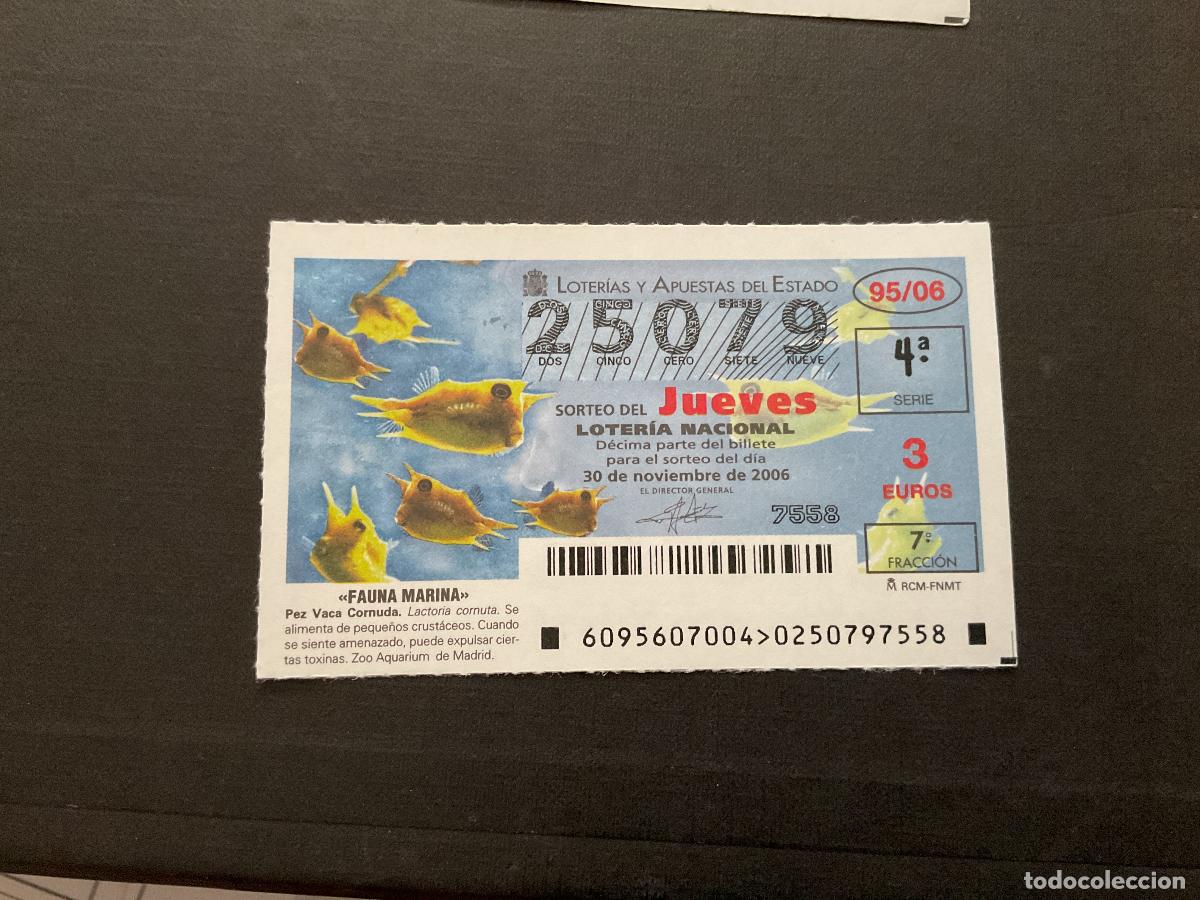 LOTERÍAS Y APUESTAS DEL ESTADO
95/06
25079
DOS CINCO CERO SIETE NUEVE
4.ª
SERIE
SORTEO DEL Jueves
LOTERÍA NACIONAL
Décima parte del billete
para el sorteo del día
30 de noviembre de 2006
EL DIRECTOR GENERAL
7558
3
EUROS
7ª
FRACCIÓN
RCM-FNMT
«FAUNA MARINA»
Pez Vaca Cornuda. Lactoria cornuta. Se
alimenta de pequeños crustáceos. Cuando
se siente amenazado, puede expulsar cier-
tas toxinas. Zoo Aquarium de Madrid.
6095607004>0250797558
todocoleccion